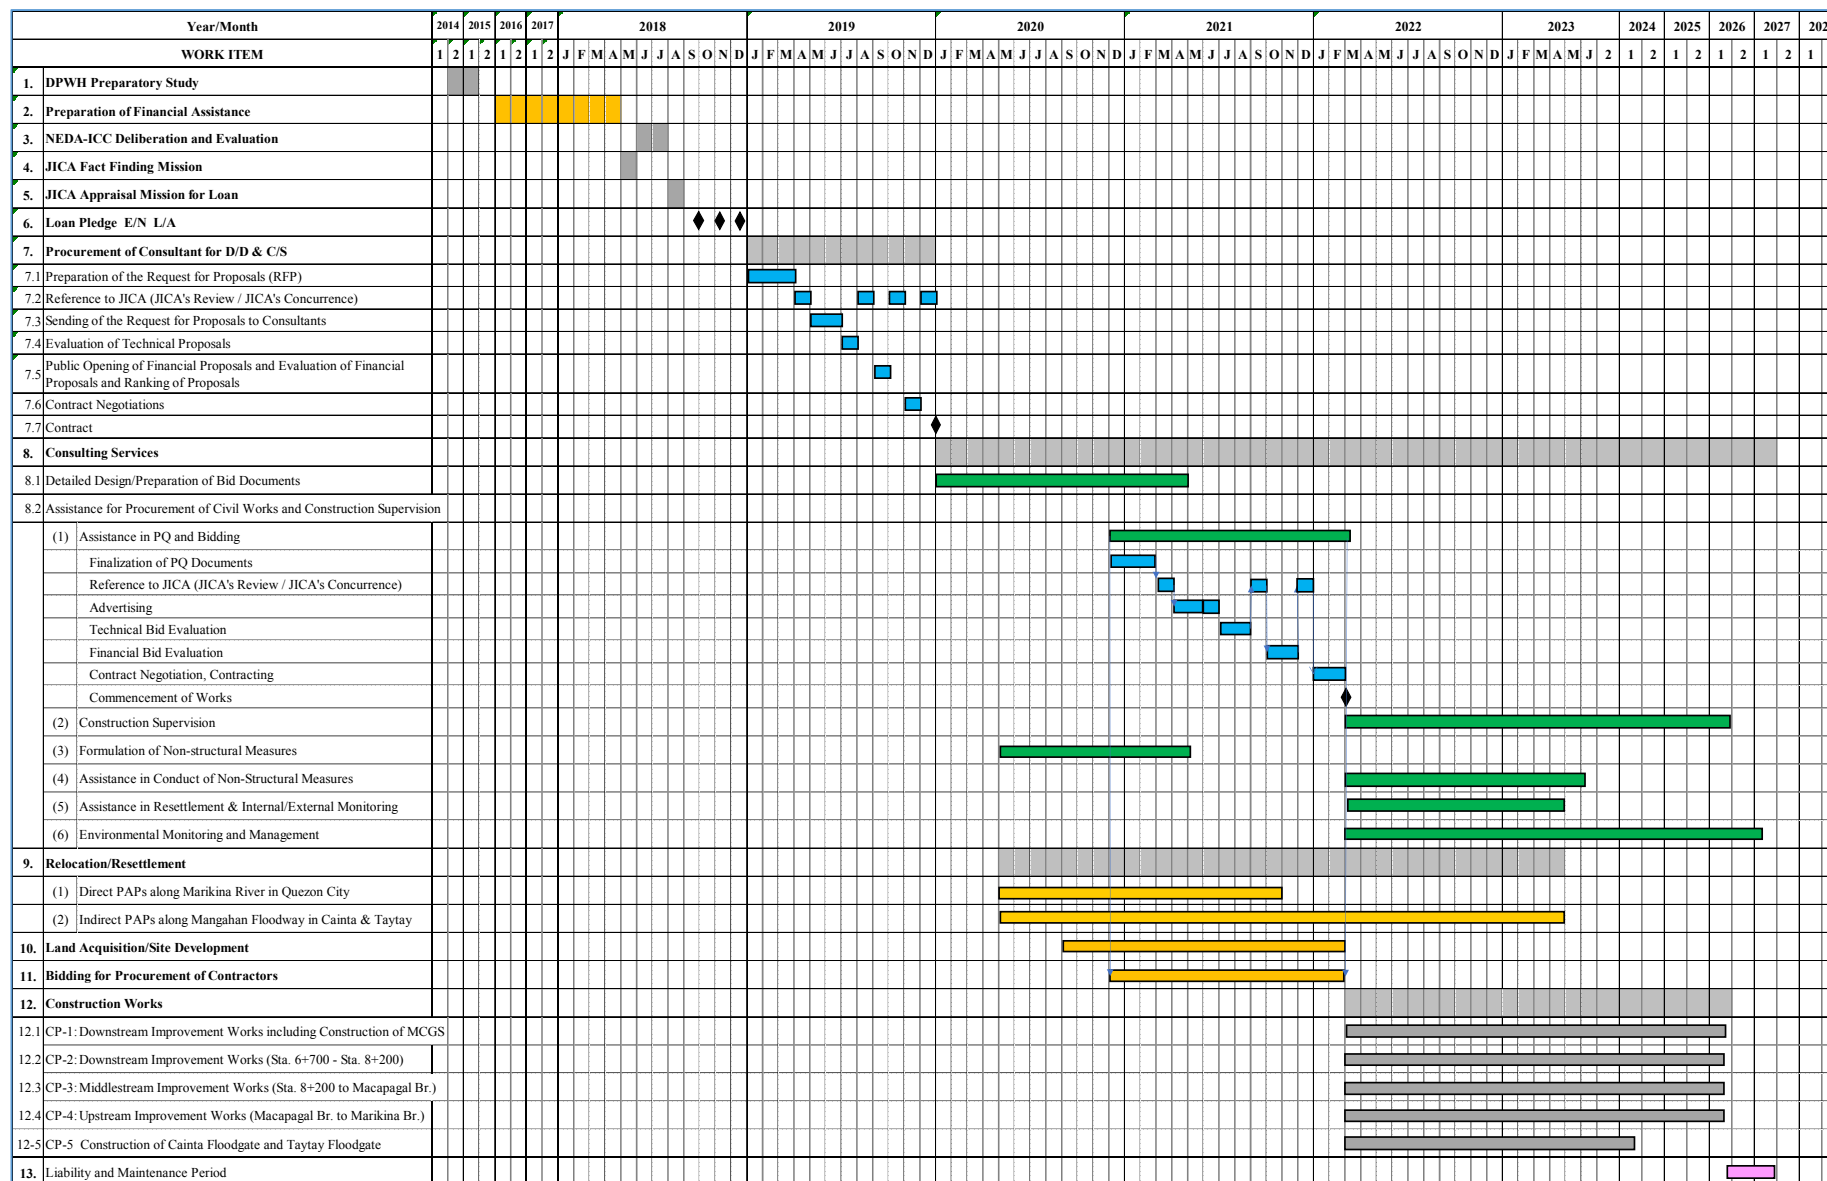 Year/Month 2014 2015 2016 2017 2018 2019 2020 2021 2022 2023 2024 2025 2026 2027 202
WORK ITEM 1 2 1 2 1 2 1 2 J F M A M J J A S O N D J F M A M J J A S O N D J F M A M J J A S O N D J F M A M J J A S O N D J F M A M J J A S O N D J F M A M J 2 1 2 1 2 1 2 1 2 1
1. DPWH Preparatory Study
2. Preparation of Financial Assistance
3. NEDA-ICC Deliberation and Evaluation
4. JICA Fact Finding Mission
5. JICA Appraisal Mission for Loan
6. Loan Pledge E/N L/A
7. Procurement of Consultant for D/D & C/S
7.1 Preparation of the Request for Proposals (RFP)
7.2 Reference to JICA (JICA's Review / JICA's Concurrence)
7.3 Sending of the Request for Proposals to Consultants
7.4 Evaluation of Technical Proposals
7.5 Public Opening of Financial Proposals and Evaluation of Financial
Proposals and Ranking of Proposals
7.6 Contract Negotiations
7.7 Contract
8. Consulting Services
8.1 Detailed Design/Preparation of Bid Documents
8.2 Assistance for Procurement of Civil Works and Construction Supervision
(1) Assistance in PQ and Bidding
Finalization of PQ Documents
Reference to JICA (JICA's Review / JICA's Concurrence)
Advertising
Technical Bid Evaluation
Financial Bid Evaluation
Contract Negotiation, Contracting
Commencement of Works
(2) Construction Supervision
(3) Formulation of Non-structural Measures
(4) Assistance in Conduct of Non-Structural Measures
(5) Assistance in Resettlement & Internal/External Monitoring
(6) Environmental Monitoring and Management
9. Relocation/Resettlement
(1) Direct PAPs along Marikina River in Quezon City
(2) Indirect PAPs along Mangahan Floodway in Cainta & Taytay
10. Land Acquisition/Site Development
11. Bidding for Procurement of Contractors
12. Construction Works
12.1 CP-1: Downstream Improvement Works including Construction of MCGS
12.2 CP-2: Downstream Improvement Works (Sta. 6+700 - Sta. 8+200)
12.3 CP-3: Middlestream Improvement Works (Sta. 8+200 to Macapagal Br.)
12.4 CP-4: Upstream Improvement Works (Macapagal Br. to Marikina Br.)
12-5 CP-5 Construction of Cainta Floodgate and Taytay Floodgate
13. Liability and Maintenance Period